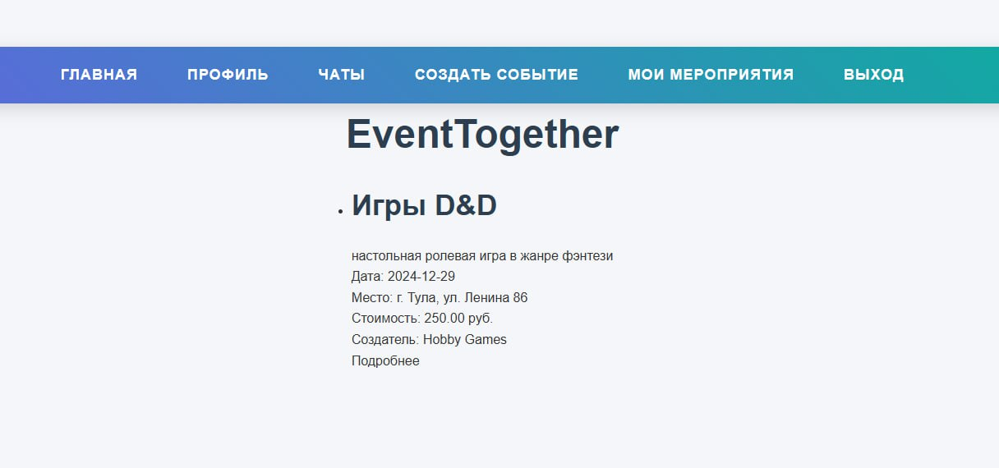 ГЛАВНАЯ ПРОФИЛЬ ЧАТЫ СОЗДАТЬ СОБЫТИЕ МОИ МЕРОПРИЯТИЯ ВЫХОД
EventTogether
• Игры D&D
настольная ролевая игра в жанре фэнтези
Дата: 2024-12-29
Место: г. Тула, ул. Ленина 86
Стоимость: 250.00 руб.
Создатель: Hobby Games
Подробнее